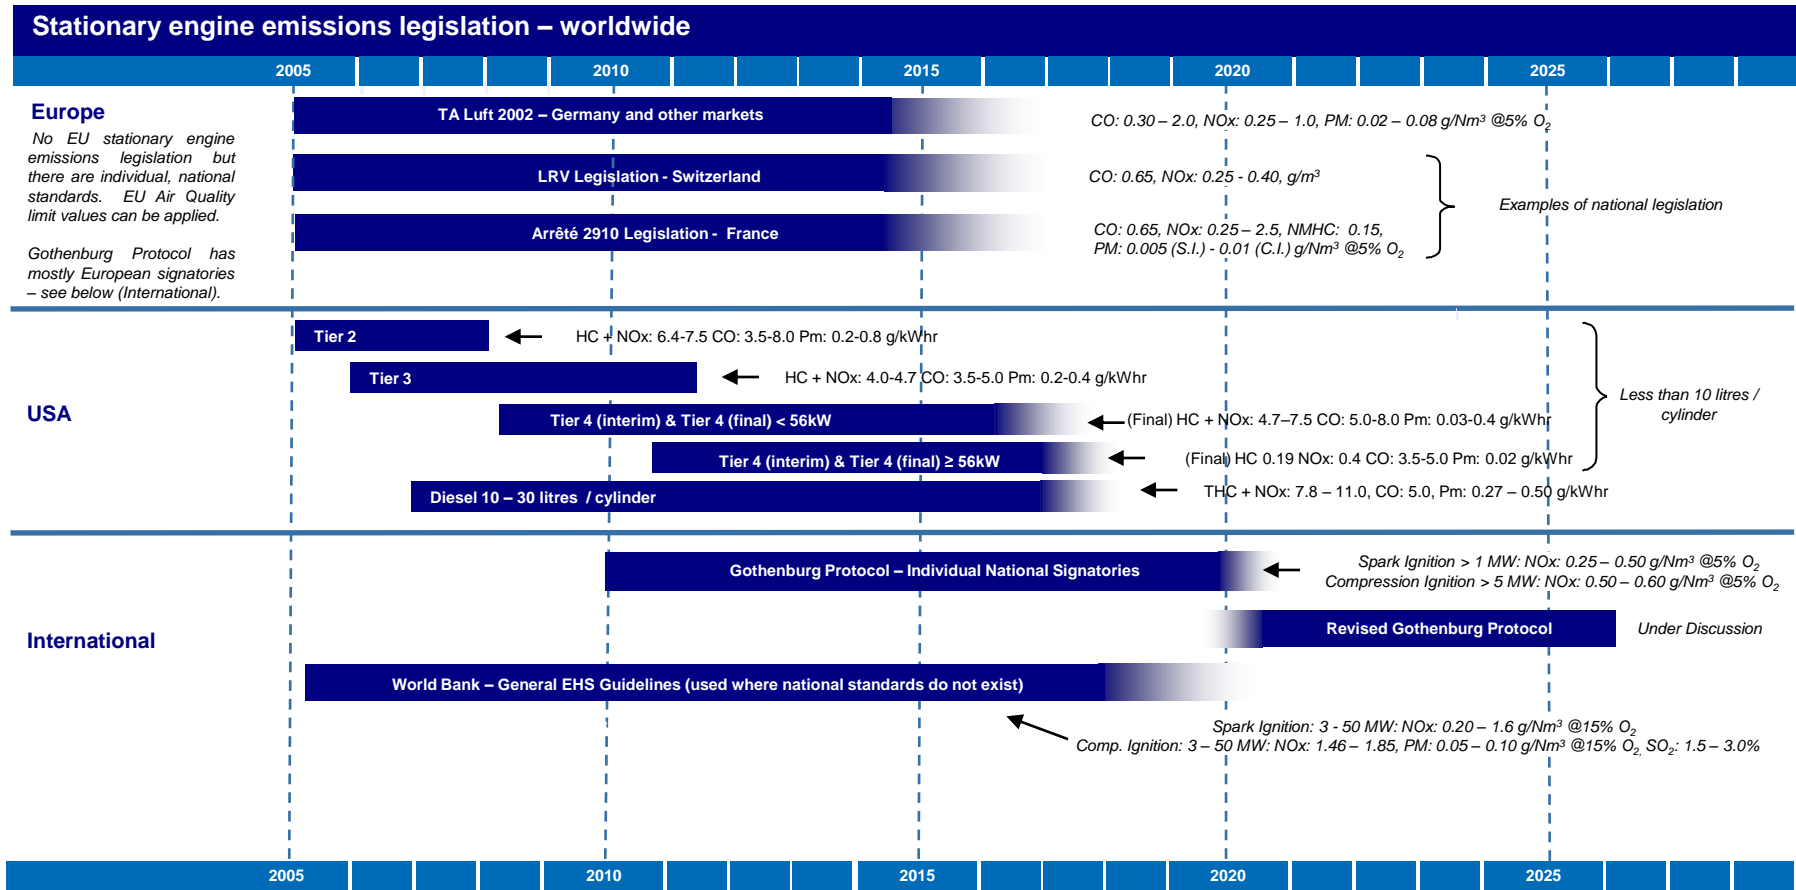 Stationary engine emissions legislation – worldwide
2005 2010 2015 2020 2025
Europe
No EU stationary engine
emissions legislation but
there are individual, national
standards. EU Air Quality
limit values can be applied.
Gothenburg Protocol has
mostly European signatories
– see below (International).
TA Luft 2002 – Germany and other markets
CO: 0.30 – 2.0, NOx: 0.25 – 1.0, PM: 0.02 – 0.08 g/Nm³ @5% O₂
LRV Legislation - Switzerland
CO: 0.65, NOx: 0.25 - 0.40, g/m³
Arrêté 2910 Legislation - France
CO: 0.65, NOx: 0.25 – 2.5, NMHC: 0.15,
PM: 0.005 (S.I.) - 0.01 (C.I.) g/Nm³ @5% O₂
Examples of national legislation
USA
Tier 2
HC + NOx: 6.4-7.5 CO: 3.5-8.0 Pm: 0.2-0.8 g/kWhr
Tier 3
HC + NOx: 4.0-4.7 CO: 3.5-5.0 Pm: 0.2-0.4 g/kWhr
Tier 4 (interim) & Tier 4 (final) < 56kW
(Final) HC + NOx: 4.7–7.5 CO: 5.0-8.0 Pm: 0.03-0.4 g/kWhr
Tier 4 (interim) & Tier 4 (final) ≥ 56kW
(Final) HC 0.19 NOx: 0.4 CO: 3.5-5.0 Pm: 0.02 g/kWhr
Diesel 10 – 30 litres / cylinder
THC + NOx: 7.8 – 11.0, CO: 5.0, Pm: 0.27 – 0.50 g/kWhr
Less than 10 litres /
cylinder
International
Gothenburg Protocol – Individual National Signatories
Spark Ignition > 1 MW: NOx: 0.25 – 0.50 g/Nm³ @5% O₂
Compression Ignition > 5 MW: NOx: 0.50 – 0.60 g/Nm³ @5% O₂
Revised Gothenburg Protocol
Under Discussion
World Bank – General EHS Guidelines (used where national standards do not exist)
Spark Ignition: 3 - 50 MW: NOx: 0.20 – 1.6 g/Nm³ @15% O₂
Comp. Ignition: 3 – 50 MW: NOx: 1.46 – 1.85, PM: 0.05 – 0.10 g/Nm³ @15% O₂, SO₂: 1.5 – 3.0%
2005 2010 2015 2020 2025